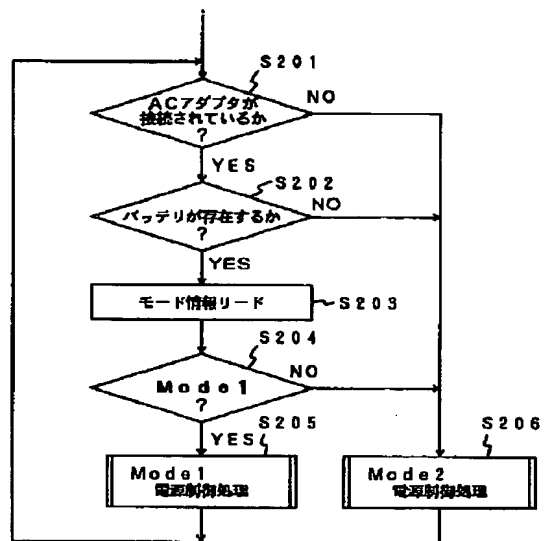 S201
ACアダプタが
接続されているか
?
NO
YES
S202
バッテリが存在するか
?
NO
YES
モード情報リード
S203
S204
Mode1
?
NO
YES
S205
Mode1
電源制御処理
S206
Mode2
電源制御処理